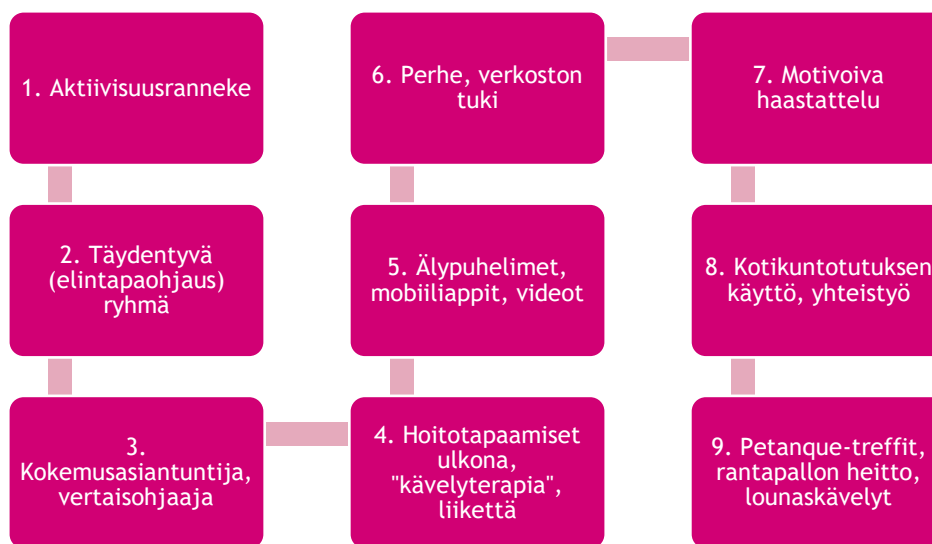 1. Aktiivisuusranneke
2. Täydentyvä
(elintapaohjaus)
ryhmä
3.
Kokemusasiantuntija,
vertaisohjaaja
4. Hoitotapaamiset
ulkona,
"kävelyterapia",
liikettä
5. Älypuhelimet,
mobiiliappit, videot
6. Perhe, verkoston
tuki
7. Motivoiva
haastattelu
8. Kotikuntotutuksen
käyttö, yhteistyö
9. Petanque-treffit,
rantapallon heitto,
lounaskävelyt